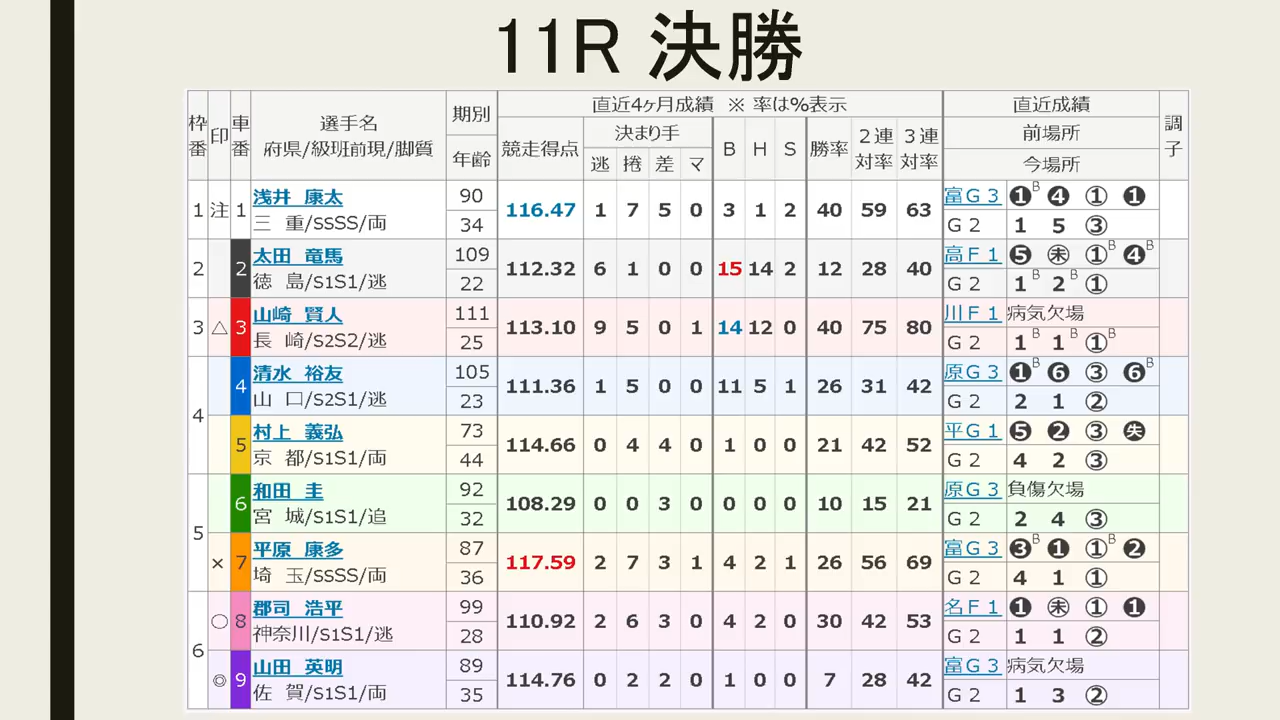 11R 決勝
枠番 印 車番 選手名 府県/級班前現/脚質 期別 年齢 直近4ヶ月成績 ※ 率は%表示 直近成績 調子
競走得点 決まり手 B H S 勝率 2連対率 3連対率 前場所 今場所
逃 捲 差 マ
1 注 1 浅井 康太 90 116.47 1 7 5 0 3 1 2 40 59 63 富G3 ❶B ❹ ① ❶
三 重/SSSS/両 34 G2 1 5 ③
2 2 太田 竜馬 109 112.32 6 1 0 0 15 14 2 12 28 40 高F1 ❺ ㊍ ①B ❹B
徳 島/S1S1/逃 22 G2 1B 2B ①
3 △ 3 山崎 賢人 111 113.10 9 5 0 1 14 12 0 40 75 80 川F1 病気欠場
長 崎/S2S2/逃 25 G2 1B 1B ①B
4 4 清水 裕友 105 111.36 1 5 0 0 11 5 1 26 31 42 原G3 ❶B ❻ ③ ❻B
山 口/S2S1/逃 23 G2 2 1 ②
5 村上 義弘 73 114.66 0 4 4 0 1 0 0 21 42 52 平G1 ❺ ❷ ③ 失
京 都/S1S1/両 44 G2 4 2 ③
5 6 和田 圭 92 108.29 0 0 3 0 0 0 0 10 15 21 原G3 負傷欠場
宮 城/S1S1/追 32 G2 2 4 ③
× 7 平原 康多 87 117.59 2 7 3 1 4 2 1 26 56 69 富G3 ❸B ❶ ①B ❷
埼 玉/SSSS/両 36 G2 4 1 ①
6 ○ 8 郡司 浩平 99 110.92 2 6 3 0 4 2 0 30 42 53 名F1 ❶ 未 ① ❶
神奈川/S1S1/逃 28 G2 1 1 ②
◎ 9 山田 英明 89 114.76 0 2 2 0 1 0 0 7 28 42 富G3 病気欠場
佐 賀/S1S1/両 35 G2 1 3 ②